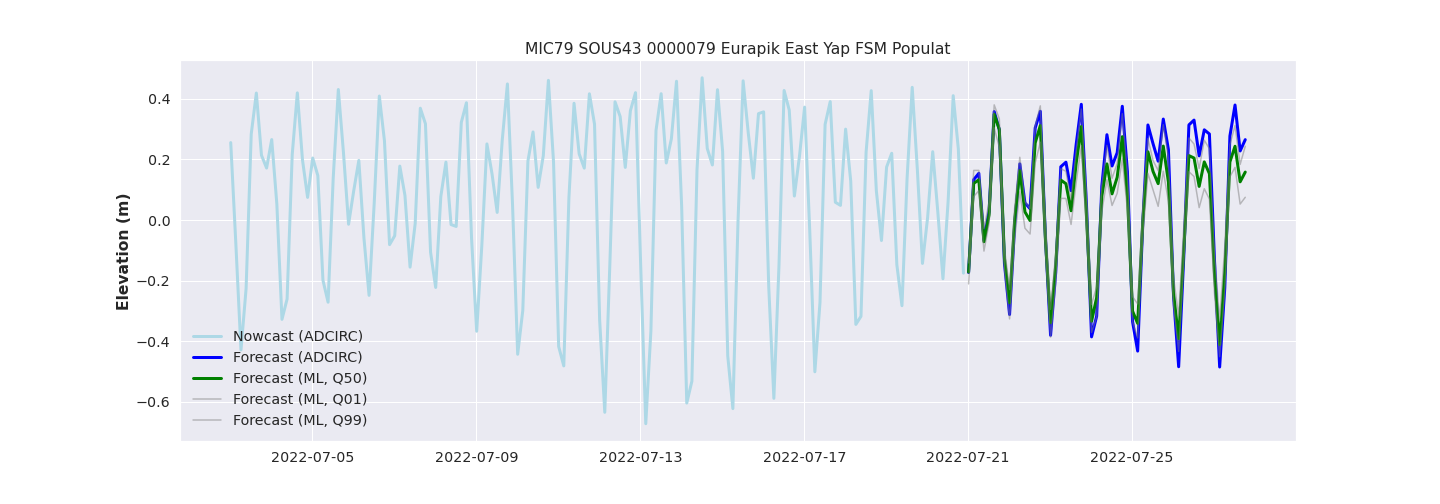 MIC79 SOUS43 0000079 Eurapik East Yap FSM Populat
Elevation (m)
0.4
0.2
0.0
−0.2
−0.4
−0.6
Nowcast (ADCIRC)
Forecast (ADCIRC)
Forecast (ML, Q50)
Forecast (ML, Q01)
Forecast (ML, Q99)
2022-07-05
2022-07-09
2022-07-13
2022-07-17
2022-07-21
2022-07-25